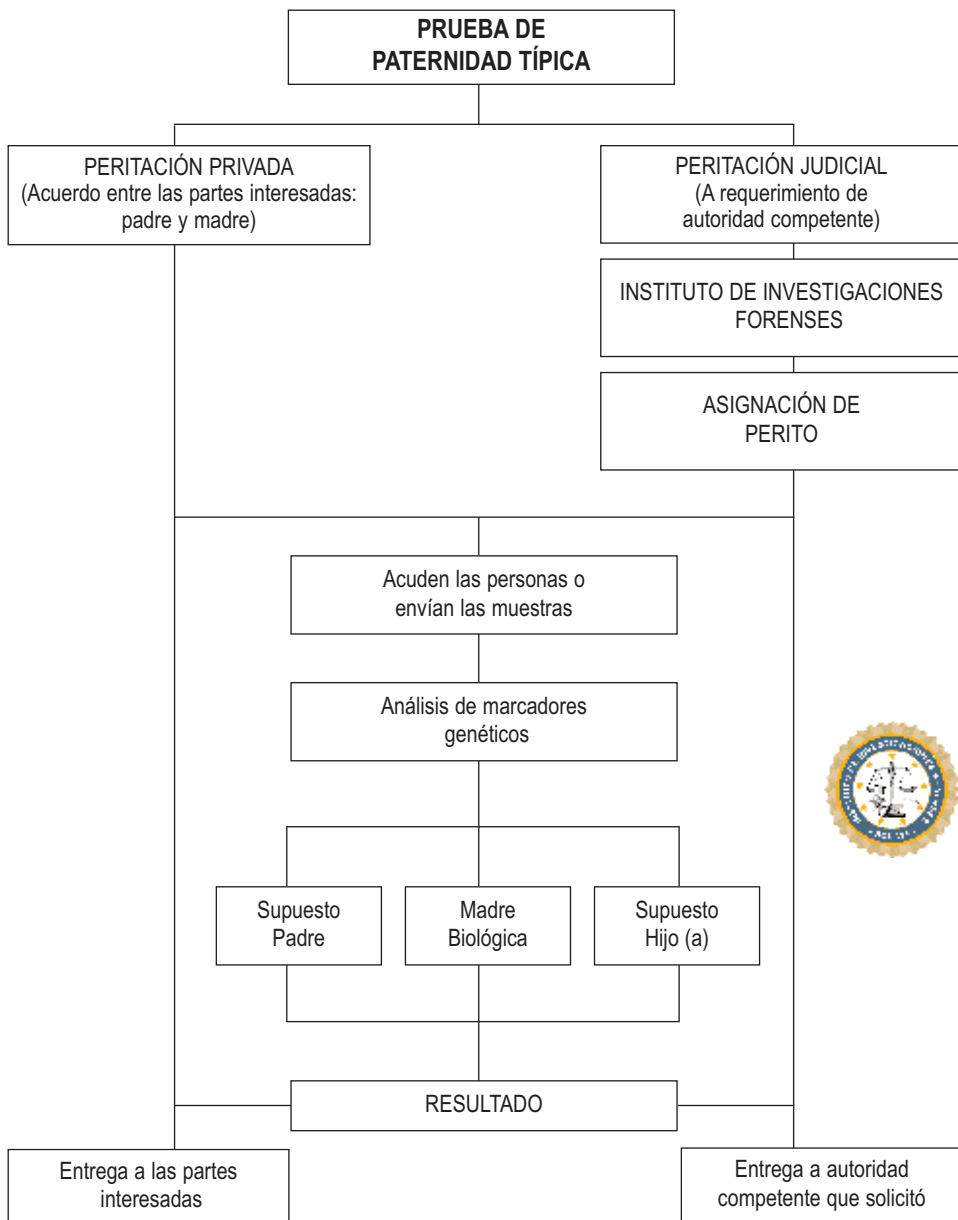 PRUEBA DE
PATERNIDAD TÍPICA
PERITACIÓN PRIVADA
(Acuerdo entre las partes interesadas:
padre y madre)
PERITACIÓN JUDICIAL
(A requerimiento de
autoridad competente)
INSTITUTO DE INVESTIGACIONES
FORENSES
ASIGNACIÓN DE
PERITO
Acuden las personas o
envían las muestras
Análisis de marcadores
genéticos
Supuesto
Padre
Madre
Biológica
Supuesto
Hijo (a)
RESULTADO
Entrega a las partes
interesadas
Entrega a autoridad
competente que solicitó